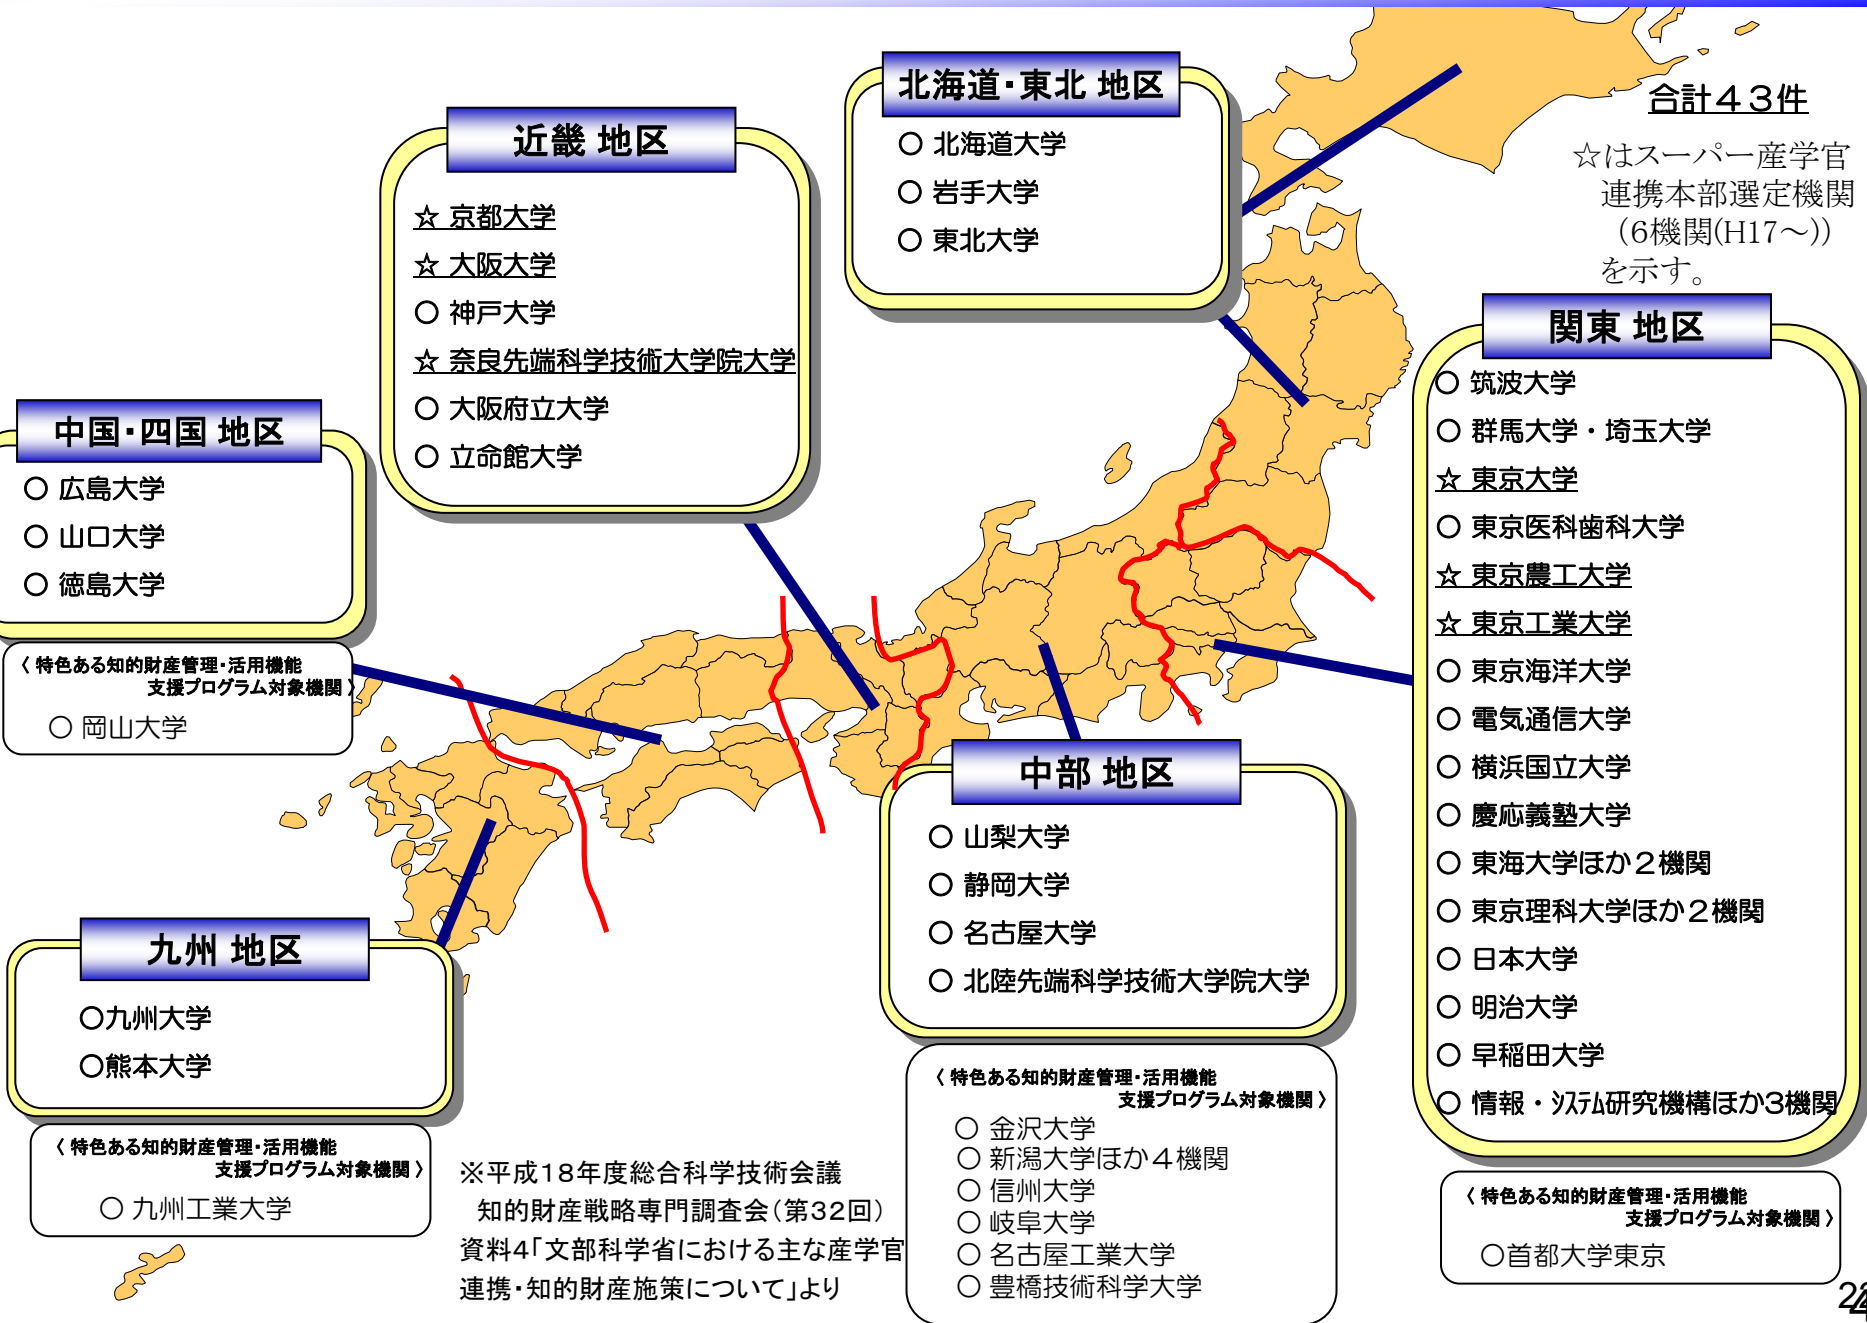 北海道・東北 地区
○ 北海道大学
○ 岩手大学
○ 東北大学
合計４３件
☆はスーパー産学官
連携本部選定機関
（6機関(H17～)）
を示す。
近畿 地区
☆ 京都大学
☆ 大阪大学
○ 神戸大学
☆ 奈良先端科学技術大学院大学
○ 大阪府立大学
○ 立命館大学
関東 地区
○ 筑波大学
○ 群馬大学・埼玉大学
☆ 東京大学
○ 東京医科歯科大学
☆ 東京農工大学
☆ 東京工業大学
○ 東京海洋大学
○ 電気通信大学
○ 横浜国立大学
○ 慶応義塾大学
○ 東海大学ほか２機関
○ 東京理科大学ほか２機関
○ 日本大学
○ 明治大学
○ 早稲田大学
○ 情報・ｼｽﾃﾑ研究機構ほか3機関
〈 特色ある知的財産管理・活用機能
支援プログラム対象機関 〉
○首都大学東京
中国・四国 地区
○ 広島大学
○ 山口大学
○ 徳島大学
〈 特色ある知的財産管理・活用機能
支援プログラム対象機関 〉
○ 岡山大学
中部 地区
○ 山梨大学
○ 静岡大学
○ 名古屋大学
○ 北陸先端科学技術大学院大学
〈 特色ある知的財産管理・活用機能
支援プログラム対象機関 〉
○ 金沢大学
○ 新潟大学ほか４機関
○ 信州大学
○ 岐阜大学
○ 名古屋工業大学
○ 豊橋技術科学大学
九州 地区
○九州大学
○熊本大学
〈 特色ある知的財産管理・活用機能
支援プログラム対象機関 〉
○ 九州工業大学
※平成１８年度総合科学技術会議
知的財産戦略専門調査会（第３２回）
資料４「文部科学省における主な産学官
連携・知的財産施策について」より